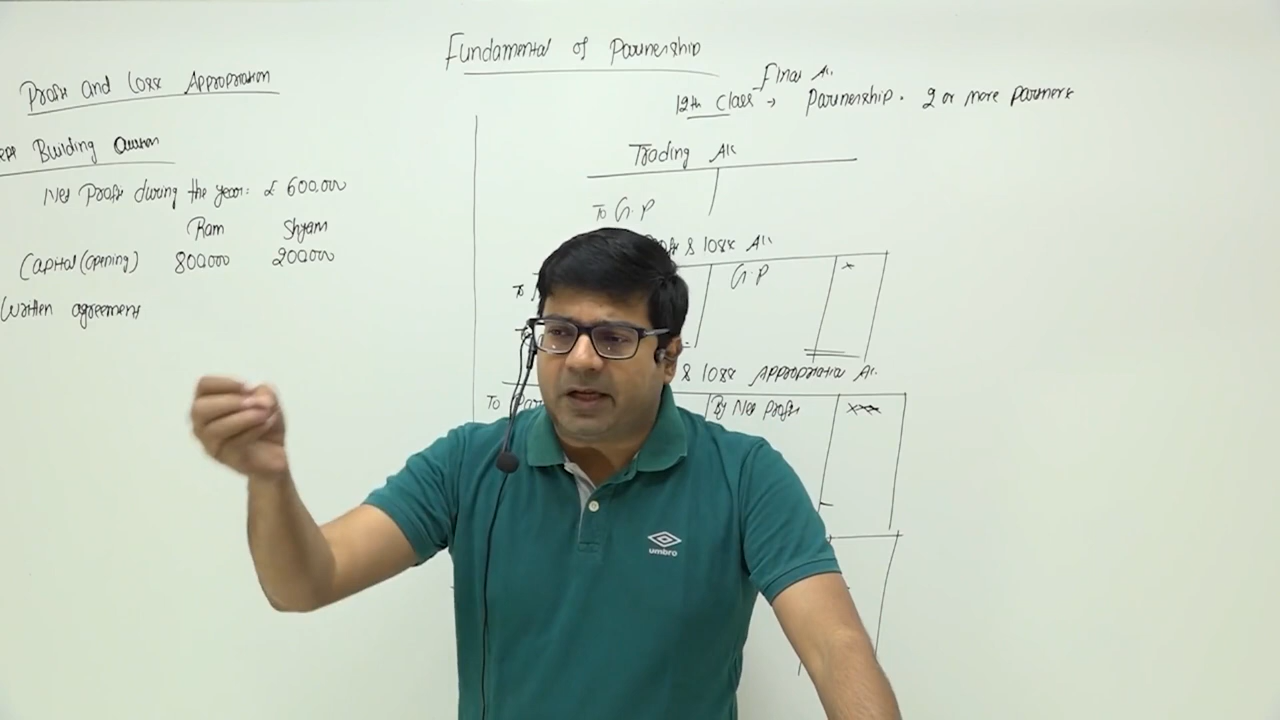 Fundamental of Partnership
Final A/c.
12th Class → Partnership. 2 or more partners
Profit and Loss Appropriation
Building Question
Net Profit during the year: £ 600,000
Ram Shyam
Capital (opening) 800000 200000
Written agreement
Trading A/c
To G.P
& loss A/c
To
G.P
×
& loss Appropriation A/c.
To
By Net Profit
×××
umbro